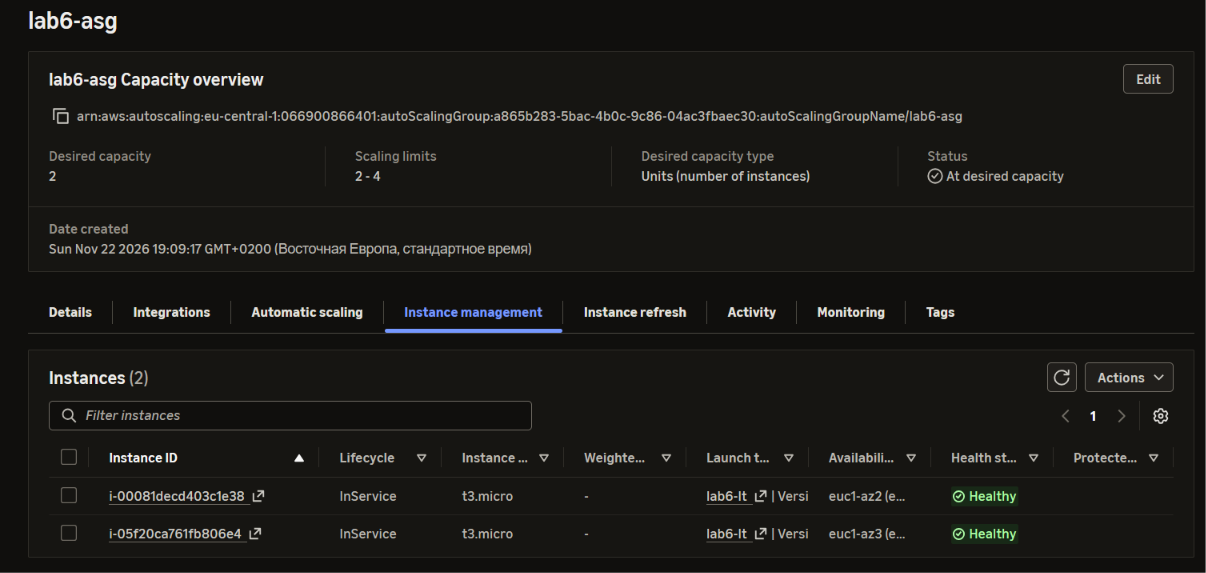 lab6-asg
lab6-asg Capacity overview
Edit
arn:aws:autoscaling:eu-central-1:066900866401:autoScalingGroup:a865b283-5bac-4b0c-9c86-04ac3fbaec30:autoScalingGroupName/lab6-asg
Desired capacity
2
Scaling limits
2 - 4
Desired capacity type
Units (number of instances)
Status
At desired capacity
Date created
Sun Nov 22 2026 19:09:17 GMT+0200 (Восточная Европа, стандартное время)
Details Integrations Automatic scaling Instance management Instance refresh Activity Monitoring Tags
Instances (2)
Actions
Filter instances
1
Instance ID Lifecycle Instance ... Weighte... Launch t... Availabili... Health st... Protecte...
i-00081decd403c1e38 InService t3.micro - lab6-lt | Versi euc1-az2 (e... Healthy
i-05f20ca761fb806e4 InService t3.micro - lab6-lt | Versi euc1-az3 (e... Healthy